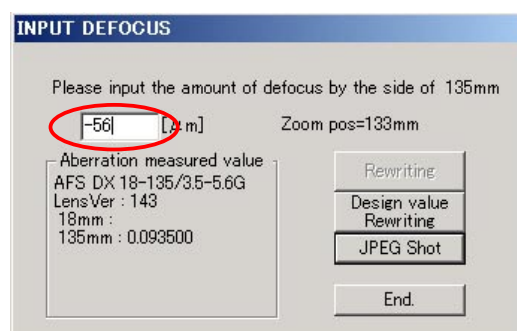 INPUT DEFOCUS
Please input the amount of defocus by the side of 135mm
-56 [μm] Zoom pos=133mm
Aberration measured value
AFS DX 18-135/3.5-5.6G
LensVer : 143
18mm :
135mm : 0.093500
Rewriting
Design value
Rewriting
JPEG Shot
End.